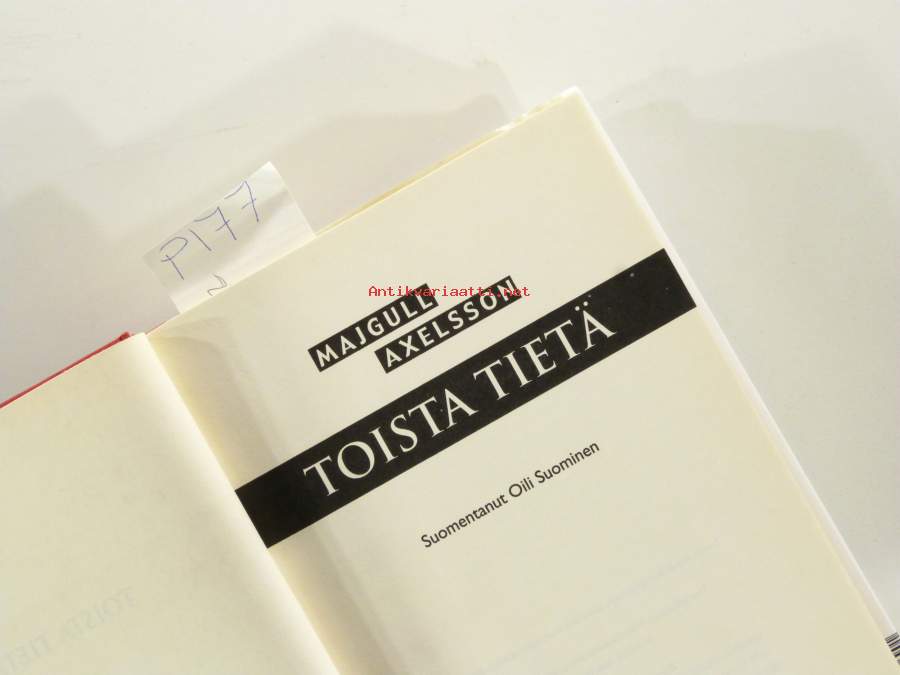 P177
Antikvariaatti.net
MAJGULL
AXELSSON
TOISTA TIETÄ
Suomentanut Oili Suominen